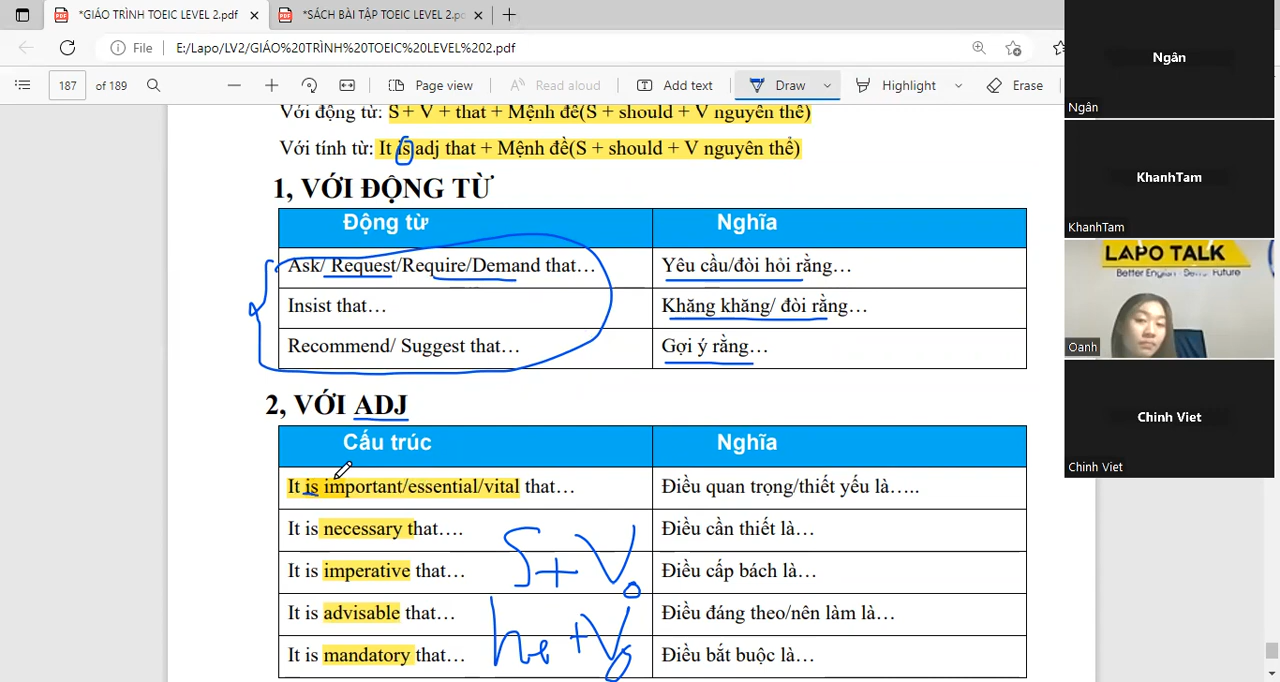 *GIÁO TRÌNH TOEIC LEVEL 2.pdf
*SÁCH BÀI TẬP TOEIC LEVEL 2.pdf
File
E:/Lapo/LV2/GIÁO%20TRÌNH%20TOEIC%20LEVEL%202.pdf
187 of 189
Page view
Read aloud
Add text
Draw
Highlight
Erase
Với động từ: S + V + that + Mệnh đề(S + should + V nguyên thể)
Với tính từ: It is adj that + Mệnh đề(S + should + V nguyên thể)
1, VỚI ĐỘNG TỪ
Động từ Nghĩa
Ask/ Request/Require/Demand that… Yêu cầu/đòi hỏi rằng…
Insist that… Khăng khăng/ đòi rằng…
Recommend/ Suggest that… Gợi ý rằng…
2, VỚI ADJ
Cấu trúc Nghĩa
It is important/essential/vital that… Điều quan trọng/thiết yếu là…..
It is necessary that…. Điều cần thiết là…
It is imperative that… Điều cấp bách là…
It is advisable that… Điều đáng theo/nên làm là…
It is mandatory that… Điều bắt buộc là…
S + Vo
he + Vs
Ngân
Ngân
KhanhTam
KhanhTam
LAPO TALK
Oanh
Chinh Viet
Chinh Viet